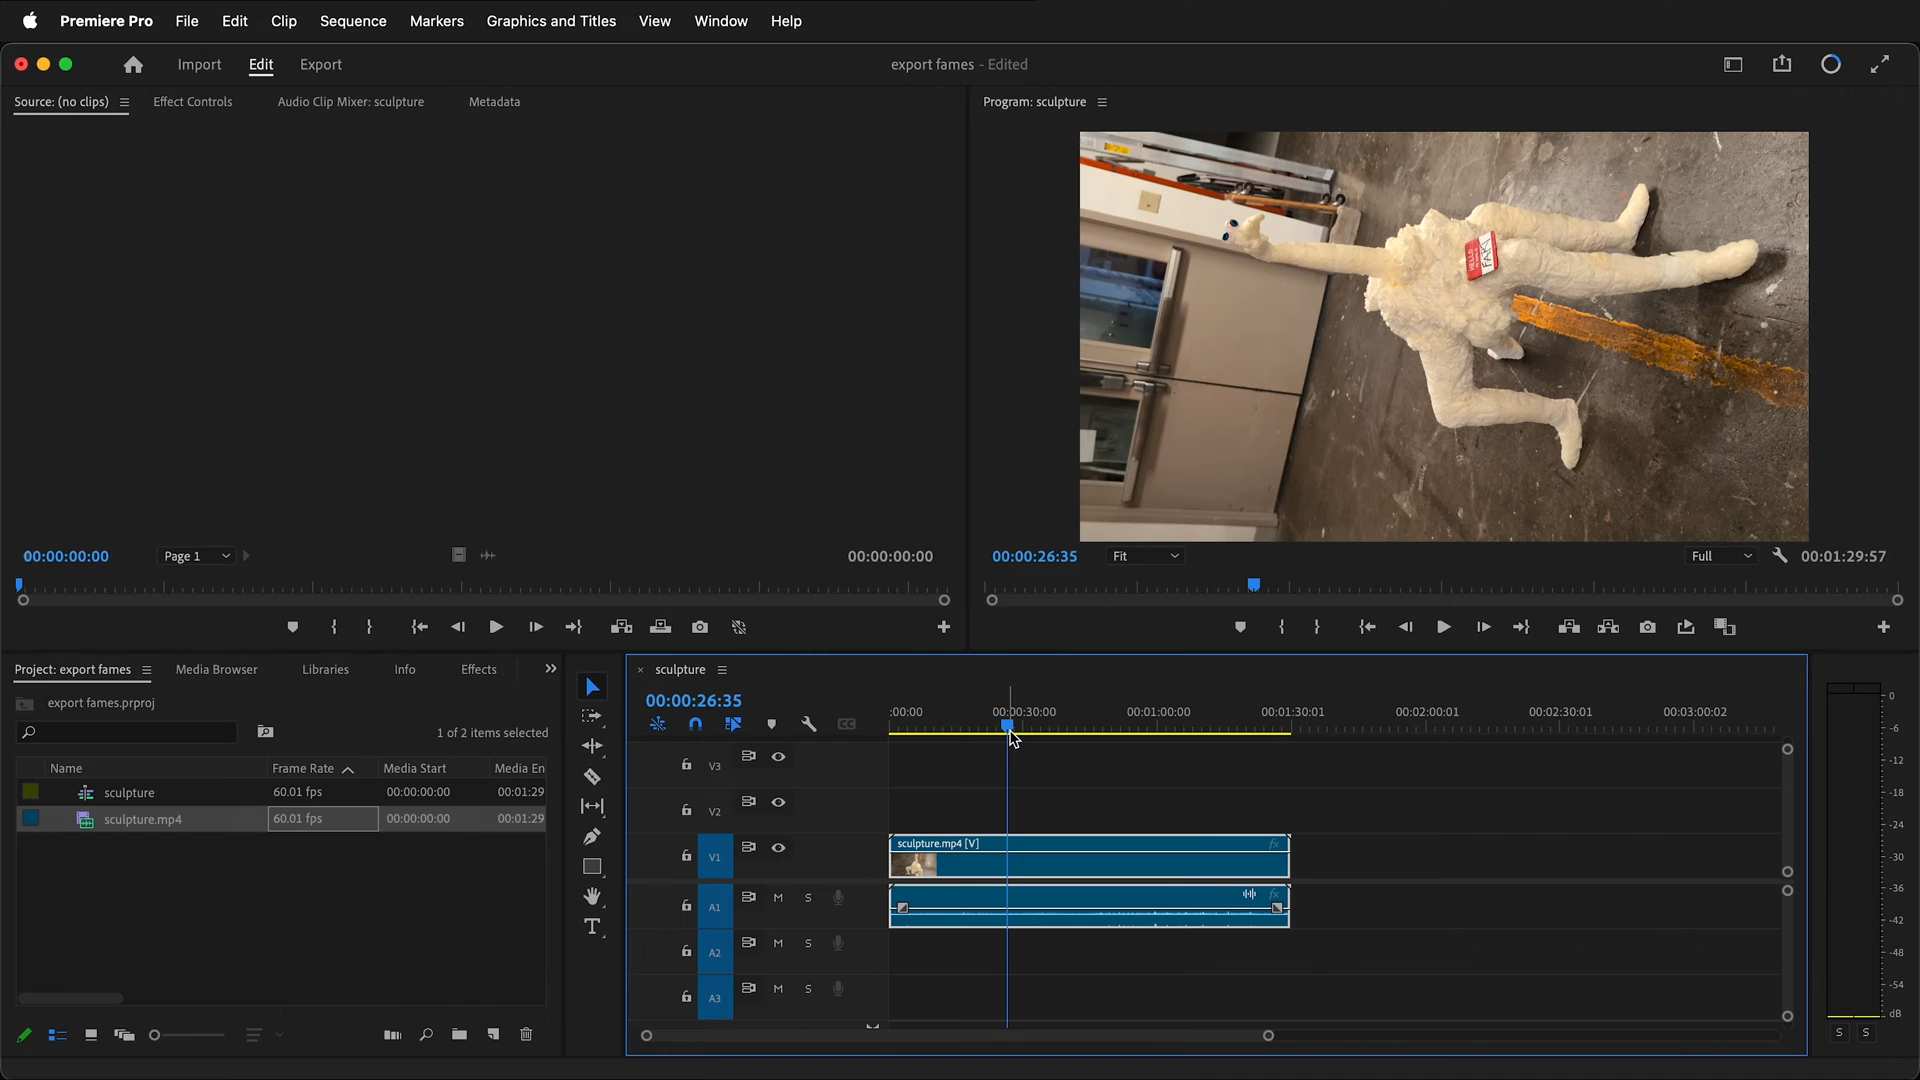 Premiere Pro File Edit Clip Sequence Markers Graphics and Titles View Window Help
Import Edit Export export fames - Edited
Source: (no clips) Effect Controls Audio Clip Mixer: sculpture Metadata
Program: sculpture
HELLO
FAKI
00:00:00:00 Page 1 00:00:00:00
00:00:26:35 Fit Full 00:01:29:57
Project: export fames Media Browser Libraries Info Effects
export fames.prproj
1 of 2 items selected
Name Frame Rate Media Start Media En
sculpture 60.01 fps 00:00:00:00 00:01:29
sculpture.mp4 60.01 fps 00:00:00:00 00:01:29
× sculpture
00:00:26:35
:00:00 00:00:30:00 00:01:00:00 00:01:30:01 00:02:00:01 00:02:30:01 00:03:00:02
CC
V3
V2
V1 sculpture.mp4 [V] fx
A1 M S fx
A2 M S
A3 M S
0
-6
-12
-18
-24
-30
-36
-42
-48
-54
dB
S S